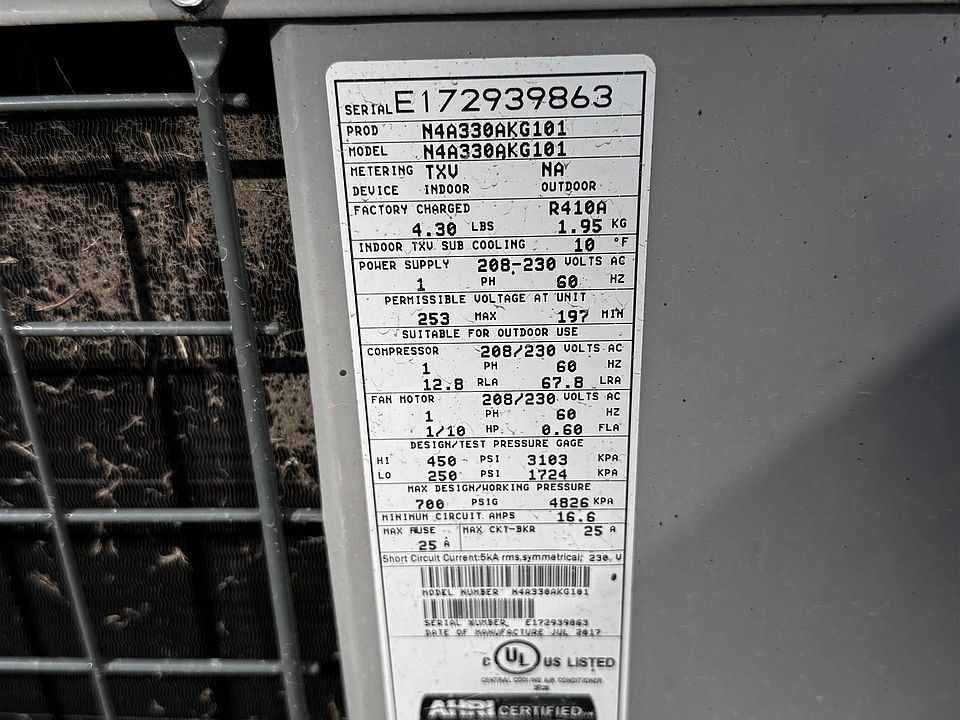 SERIAL E172939863
PROD N4A330AKG101
MODEL N4A330AKG101
METERING TXV NA
DEVICE INDOOR OUTDOOR
FACTORY CHARGED R410A
4.30 LBS 1.95 KG
INDOOR TXV SUB COOLING 10 °F
POWER SUPPLY 208-230 VOLTS AC
1 PH 60 HZ
PERMISSIBLE VOLTAGE AT UNIT
253 MAX 197 MIN
SUITABLE FOR OUTDOOR USE
COMPRESSOR 208/230 VOLTS AC
1 PH 60 HZ
12.8 RLA 67.8 LRA
FAN MOTOR 208/230 VOLTS AC
1 PH 60 HZ
1/10 HP 0.60 FLA
DESIGN/TEST PRESSURE GAGE
HI 450 PSI 3103 KPA
LO 250 PSI 1724 KPA
MAX DESIGN/WORKING PRESSURE
700 PSIG 4826 KPA
MINIMUM CIRCUIT AMPS 16.6
MAX FUSE MAX CKT-BKR 25 A
25 A
Short Circuit Current:5kA rms,symmetrical; 230. V
MODEL NUMBER N4A330AKG101
SERIAL NUMBER E172939863
DATE OF MANUFACTURE JUL 2017
C UL US LISTED
CENTRAL COOLING AIR CONDITIONER
AHRI CERTIFIED